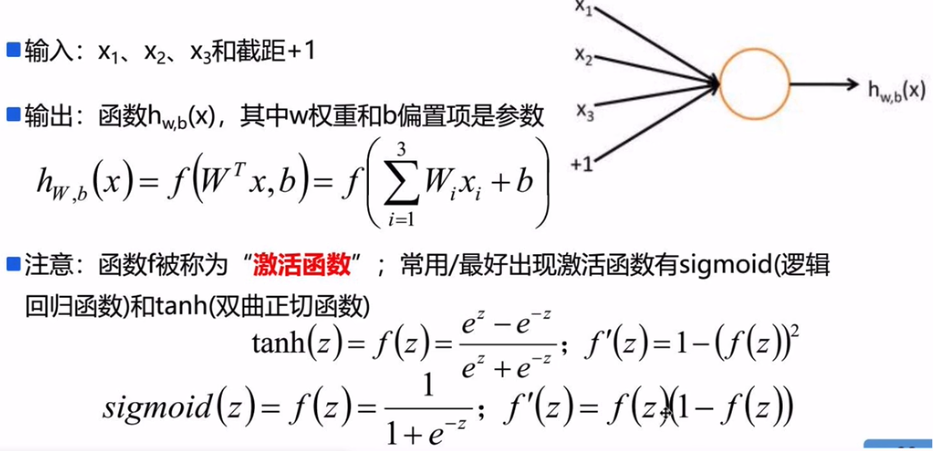 x₁
■输入：x₁、x₂、x₃和截距+1
x₂
x₃
+1
h_{w,b}(x)
■输出：函数h_{w,b}(x)，其中w权重和b偏置项是参数
h_{W,b}(x)= f(W^T x,b)= f(∑_{i=1}^{3} W_i x_i + b)
■注意：函数f被称为“激活函数”；常用/最好出现激活函数有sigmoid(逻辑
回归函数)和tanh(双曲正切函数)
tanh(z)= f(z)= (e^z − e^{−z})/(e^z + e^{−z})；f′(z)=1−(f(z))²
sigmoid(z)= f(z)= 1/(1+e^{−z})；f′(z)= f(z)(1− f(z))